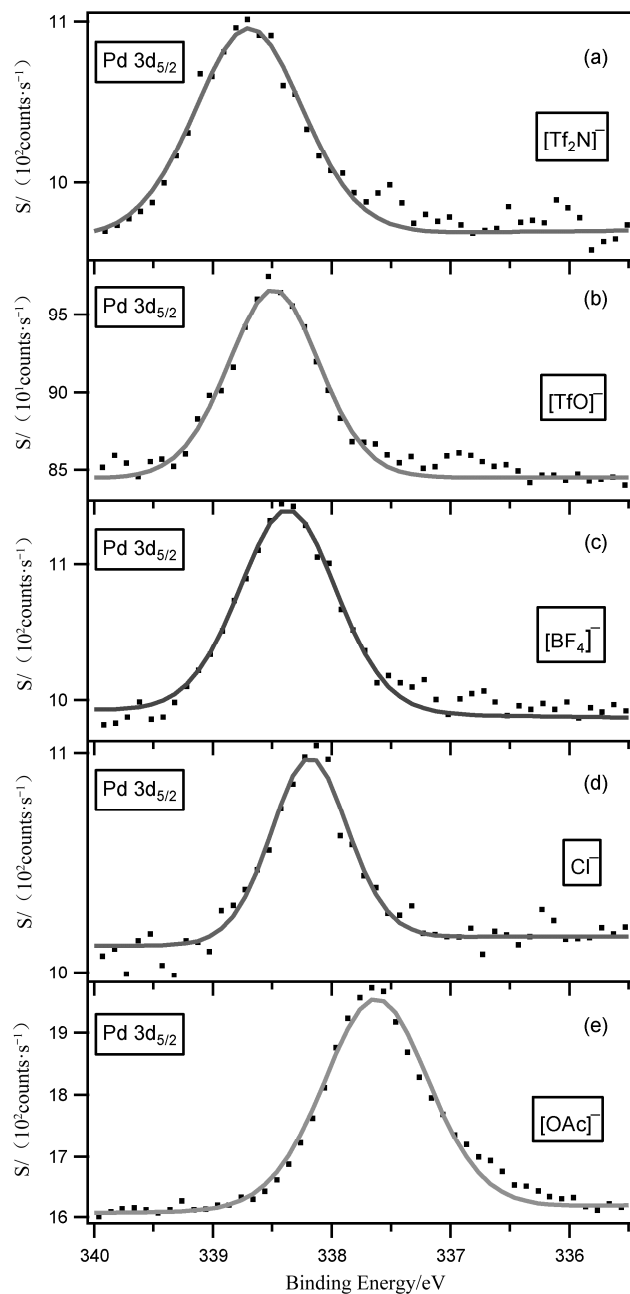 11
Pd 3d5/2
(a)
[Tf2N]−
10
S/（10²counts·s⁻¹)
Pd 3d5/2
(b)
95
[TfO]−
90
85
S/（10¹counts·s⁻¹)
Pd 3d5/2
(c)
11
[BF4]−
10
S/（10²counts·s⁻¹)
11
Pd 3d5/2
(d)
Cl−
10
S/（10²counts·s⁻¹)
Pd 3d5/2
(e)
19
18
[OAc]−
17
16
S/（10²counts·s⁻¹)
340 339 338 337 336
Binding Energy/eV